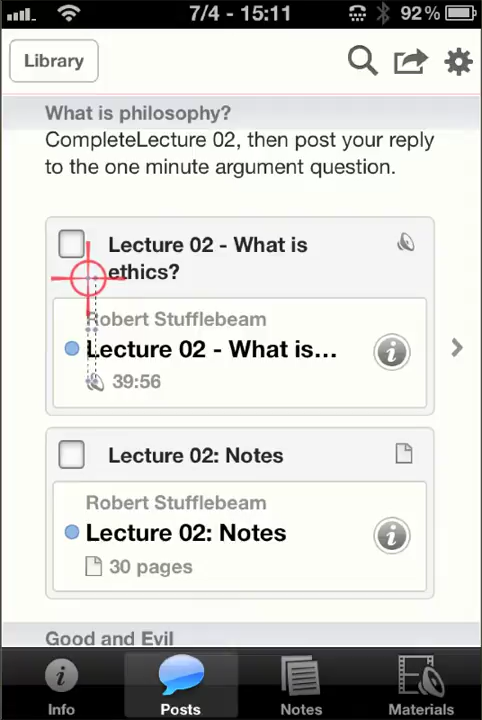 7/4 - 15:11
92%
Library
What is philosophy?
CompleteLecture 02, then post your reply
to the one minute argument question.
Lecture 02 - What is
ethics?
Robert Stufflebeam
Lecture 02 - What is...
39:56
Lecture 02: Notes
Robert Stufflebeam
Lecture 02: Notes
30 pages
Good and Evil
Info
Posts
Notes
Materials